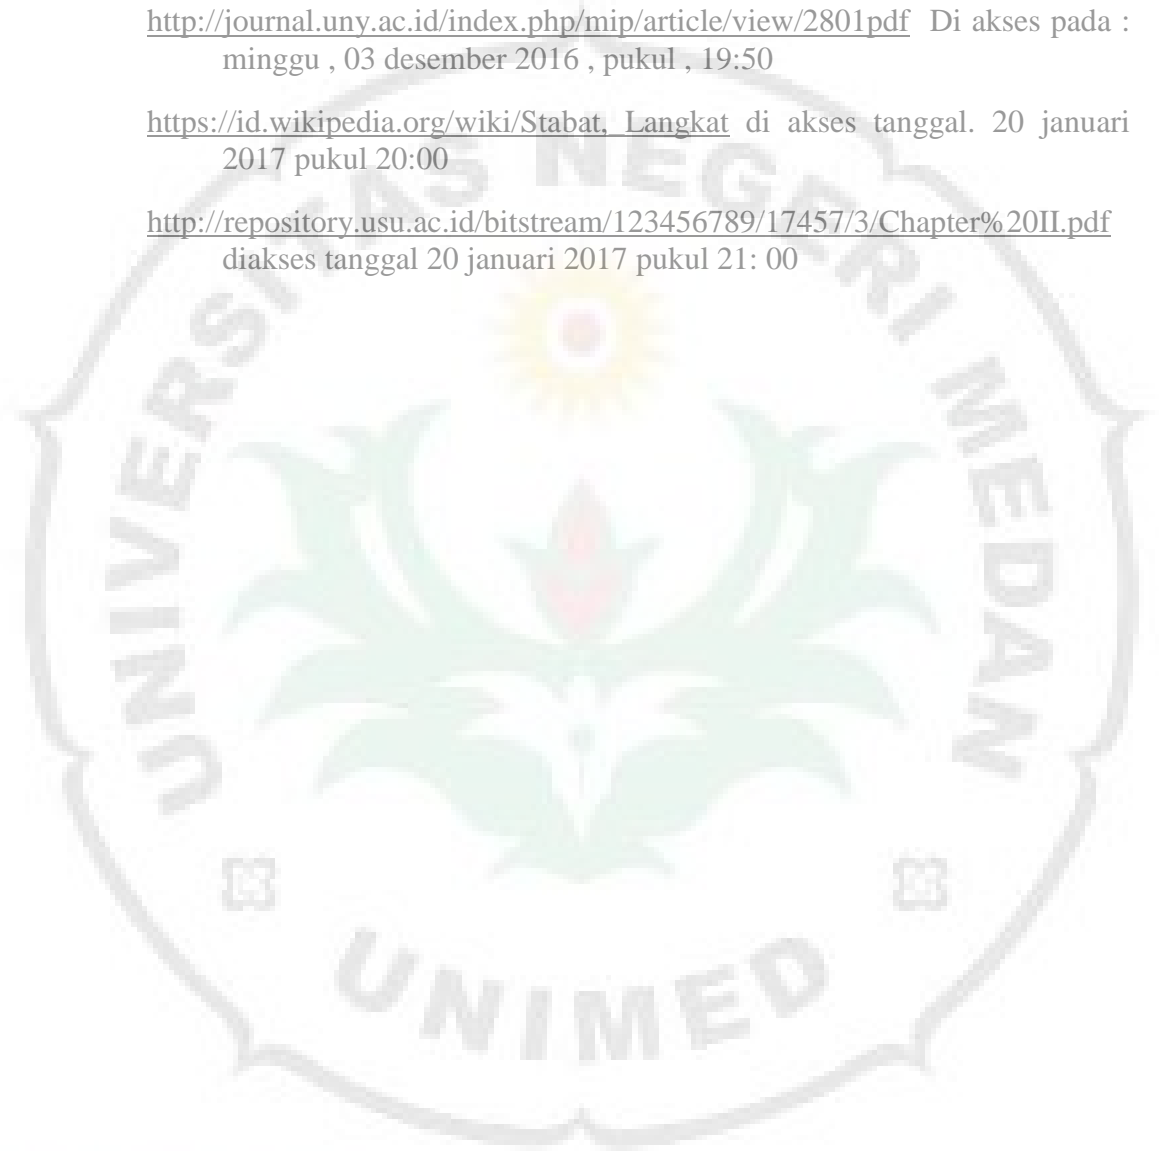 http://journal.uny.ac.id/index.php/mip/article/view/2801pdf Di akses pada :
minggu , 03 desember 2016 , pukul , 19:50
https://id.wikipedia.org/wiki/Stabat,_Langkat di akses tanggal. 20 januari
2017 pukul 20:00
http://repository.usu.ac.id/bitstream/123456789/17457/3/Chapter%20II.pdf
diakses tanggal 20 januari 2017 pukul 21: 00
UNIVERSITAS NEGERI MEDAN
UNIMED